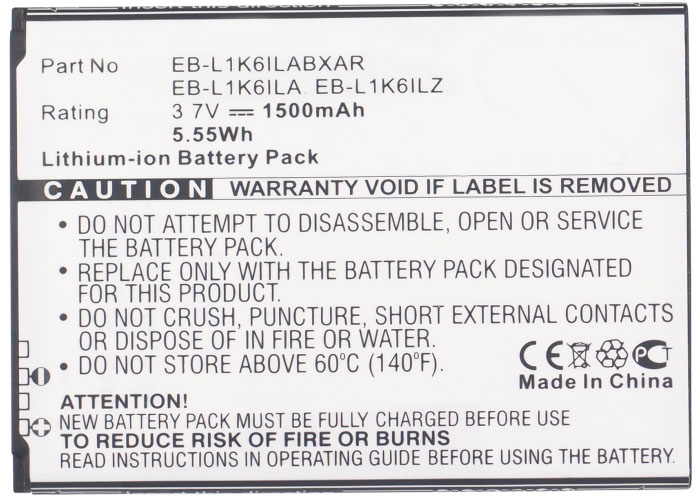 Part No EB-L1K6ILABXAR
EB-L1K6ILA, EB-L1K6ILZ
Rating 3.7V 1500mAh
5.55Wh
Lithium-ion Battery Pack
CAUTION WARRANTY VOID IF LABEL IS REMOVED
• DO NOT ATTEMPT TO DISASSEMBLE, OPEN OR SERVICE
THE BATTERY PACK.
• REPLACE ONLY WITH THE BATTERY PACK DESIGNATED
FOR THIS PRODUCT.
• DO NOT CRUSH, PUNCTURE, SHORT EXTERNAL CONTACTS
OR DISPOSE OF IN FIRE OR WATER.
• DO NOT STORE ABOVE 60°C (140°F).
CE PCT
Made In China
ATTENTION!
NEW BATTERY PACK MUST BE FULLY CHARGED BEFORE USE
TO REDUCE RISK OF FIRE OR BURNS
READ INSTRUCTIONS IN OPERATING GUIDE BEFORE USING BATTERY